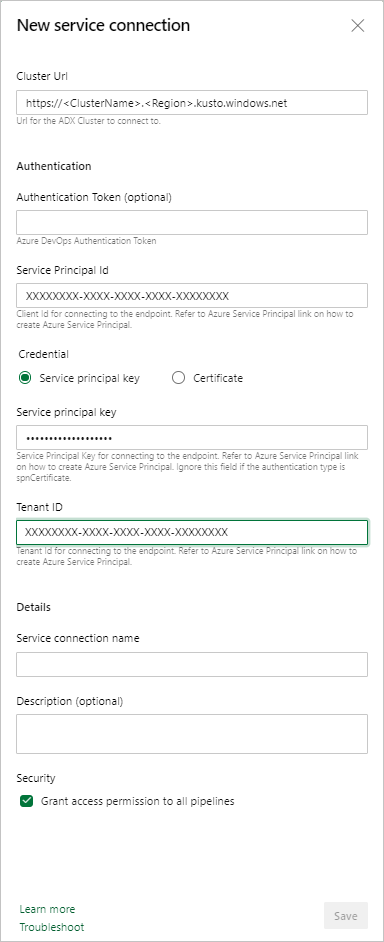 New service connection
Cluster Url
https://<ClusterName>.<Region>.kusto.windows.net
Url for the ADX Cluster to connect to.
Authentication
Authentication Token (optional)
Azure DevOps Authentication Token
Service Principal Id
XXXXXXXX-XXXX-XXXX-XXXX-XXXXXXXX
Client Id for connecting to the endpoint. Refer to Azure Service Principal link on how to
create Azure Service Principal.
Credential
Service principal key Certificate
Service principal key
•••••••••••••••••••
Service Principal Key for connecting to the endpoint. Refer to Azure Service Principal link
on how to create Azure Service Principal. Ignore this field if the authentication type is
spnCertificate.
Tenant ID
XXXXXXXX-XXXX-XXXX-XXXX-XXXXXXXX
Tenant Id for connecting to the endpoint. Refer to Azure Service Principal link on how to
create Azure Service Principal.
Details
Service connection name
Description (optional)
Security
Grant access permission to all pipelines
Learn more
Troubleshoot
Save